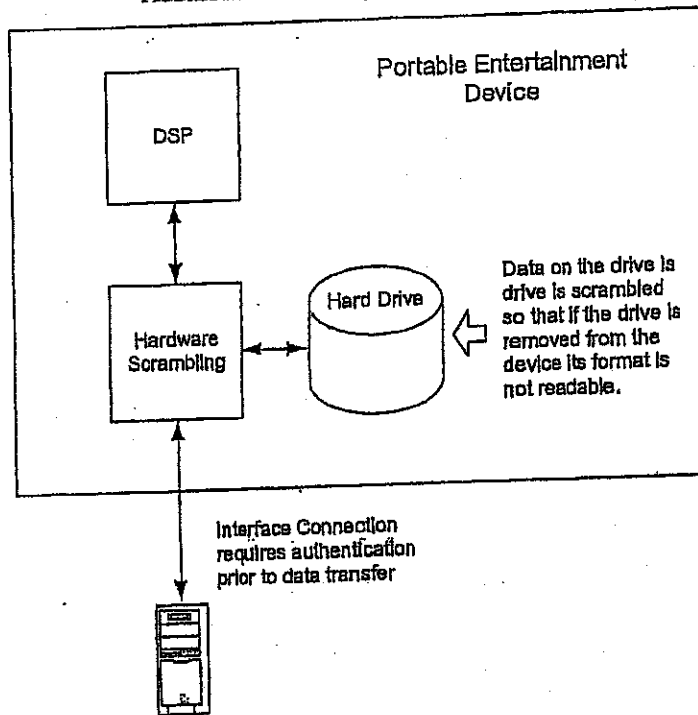 Portable Entertainment
Device
DSP
Hardware
Scrambling
Hard Drive
Data on the drive is
drive is scrambled
so that if the drive is
removed from the
device its format is
not readable.
Interface Connection
requires authentication
prior to data transfer